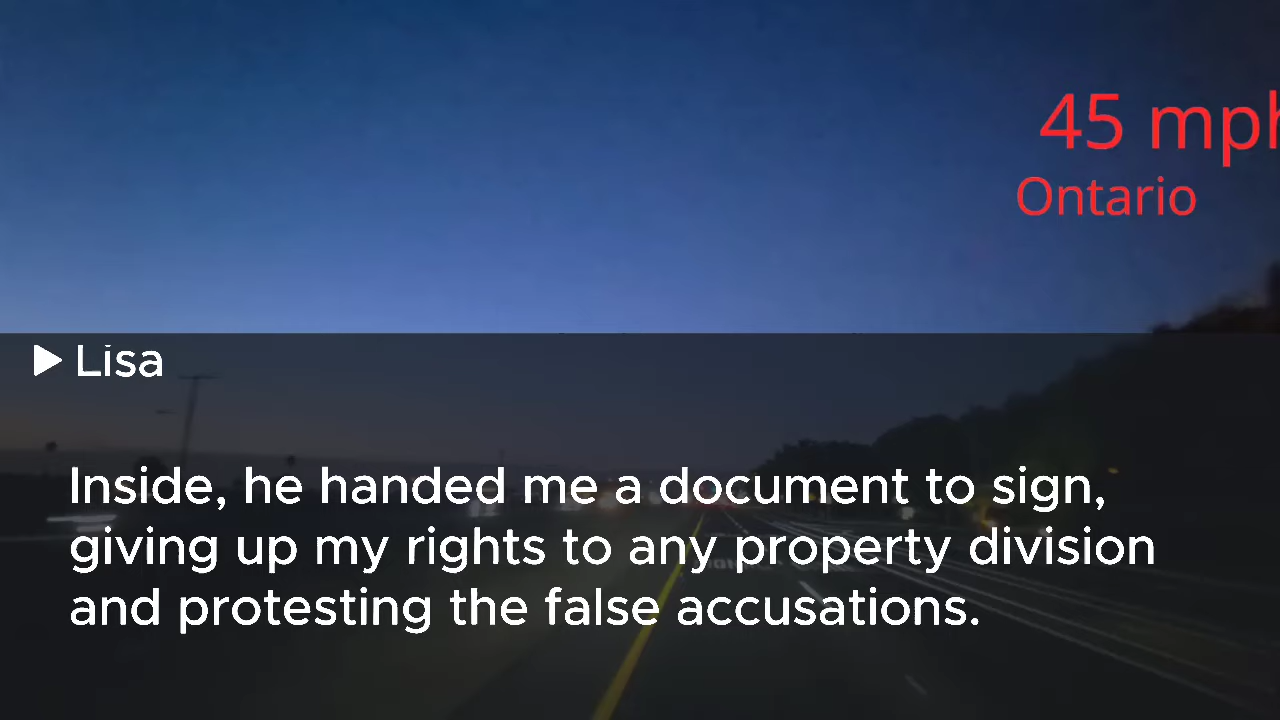 45 mph
Ontario
Lisa
Inside, he handed me a document to sign,
giving up my rights to any property division
and protesting the false accusations.